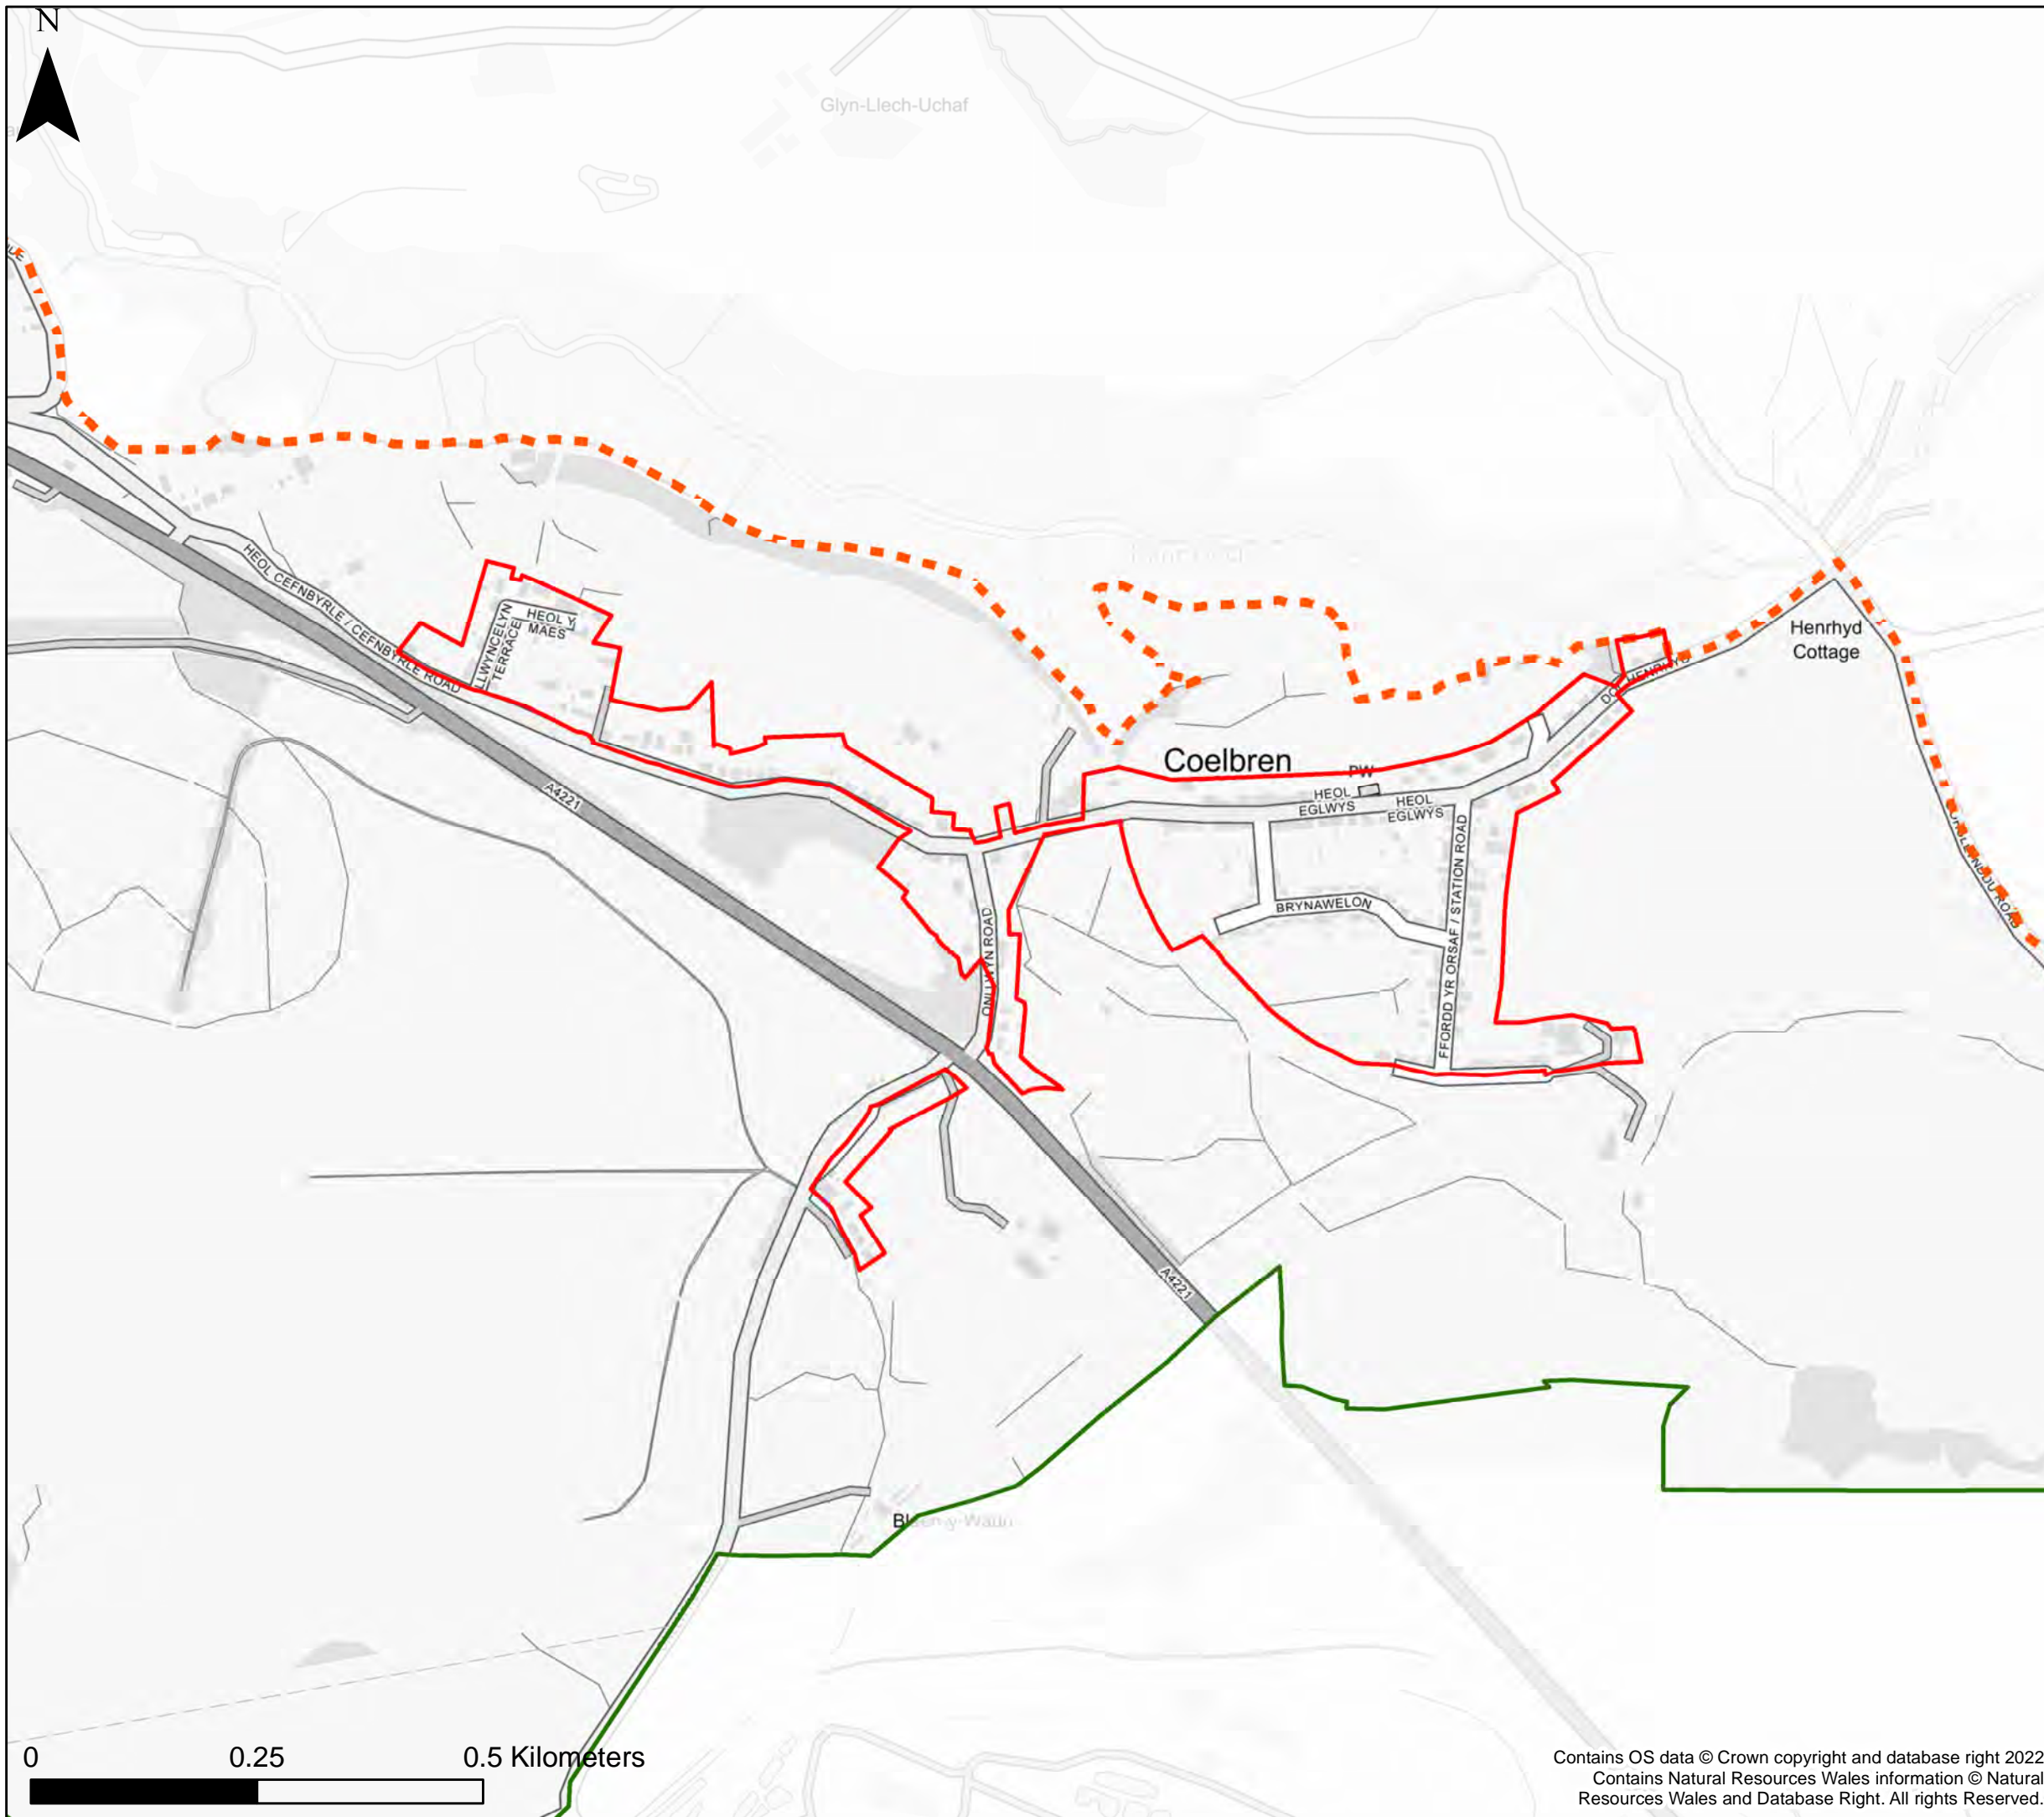 N
Glyn-Llech-Uchaf
HEOL CEFNBYRLE / CEFNBYRLE ROAD
LLWYNCELYN
TERRACE
HEOL Y
MAES
Henrhyd
Cottage
Coelbren
PW
HEOL
EGLWYS
HEOL
EGLWYS
A4221
BRYNAWELON
ONLLWYN ROAD
FFORDD YR ORSAF / STATION ROAD
A4221
0 0.25 0.5 Kilometers
Contains OS data © Crown copyright and database right 2022
Contains Natural Resources Wales information © Natural
Resources Wales and Database Right. All rights Reserved.